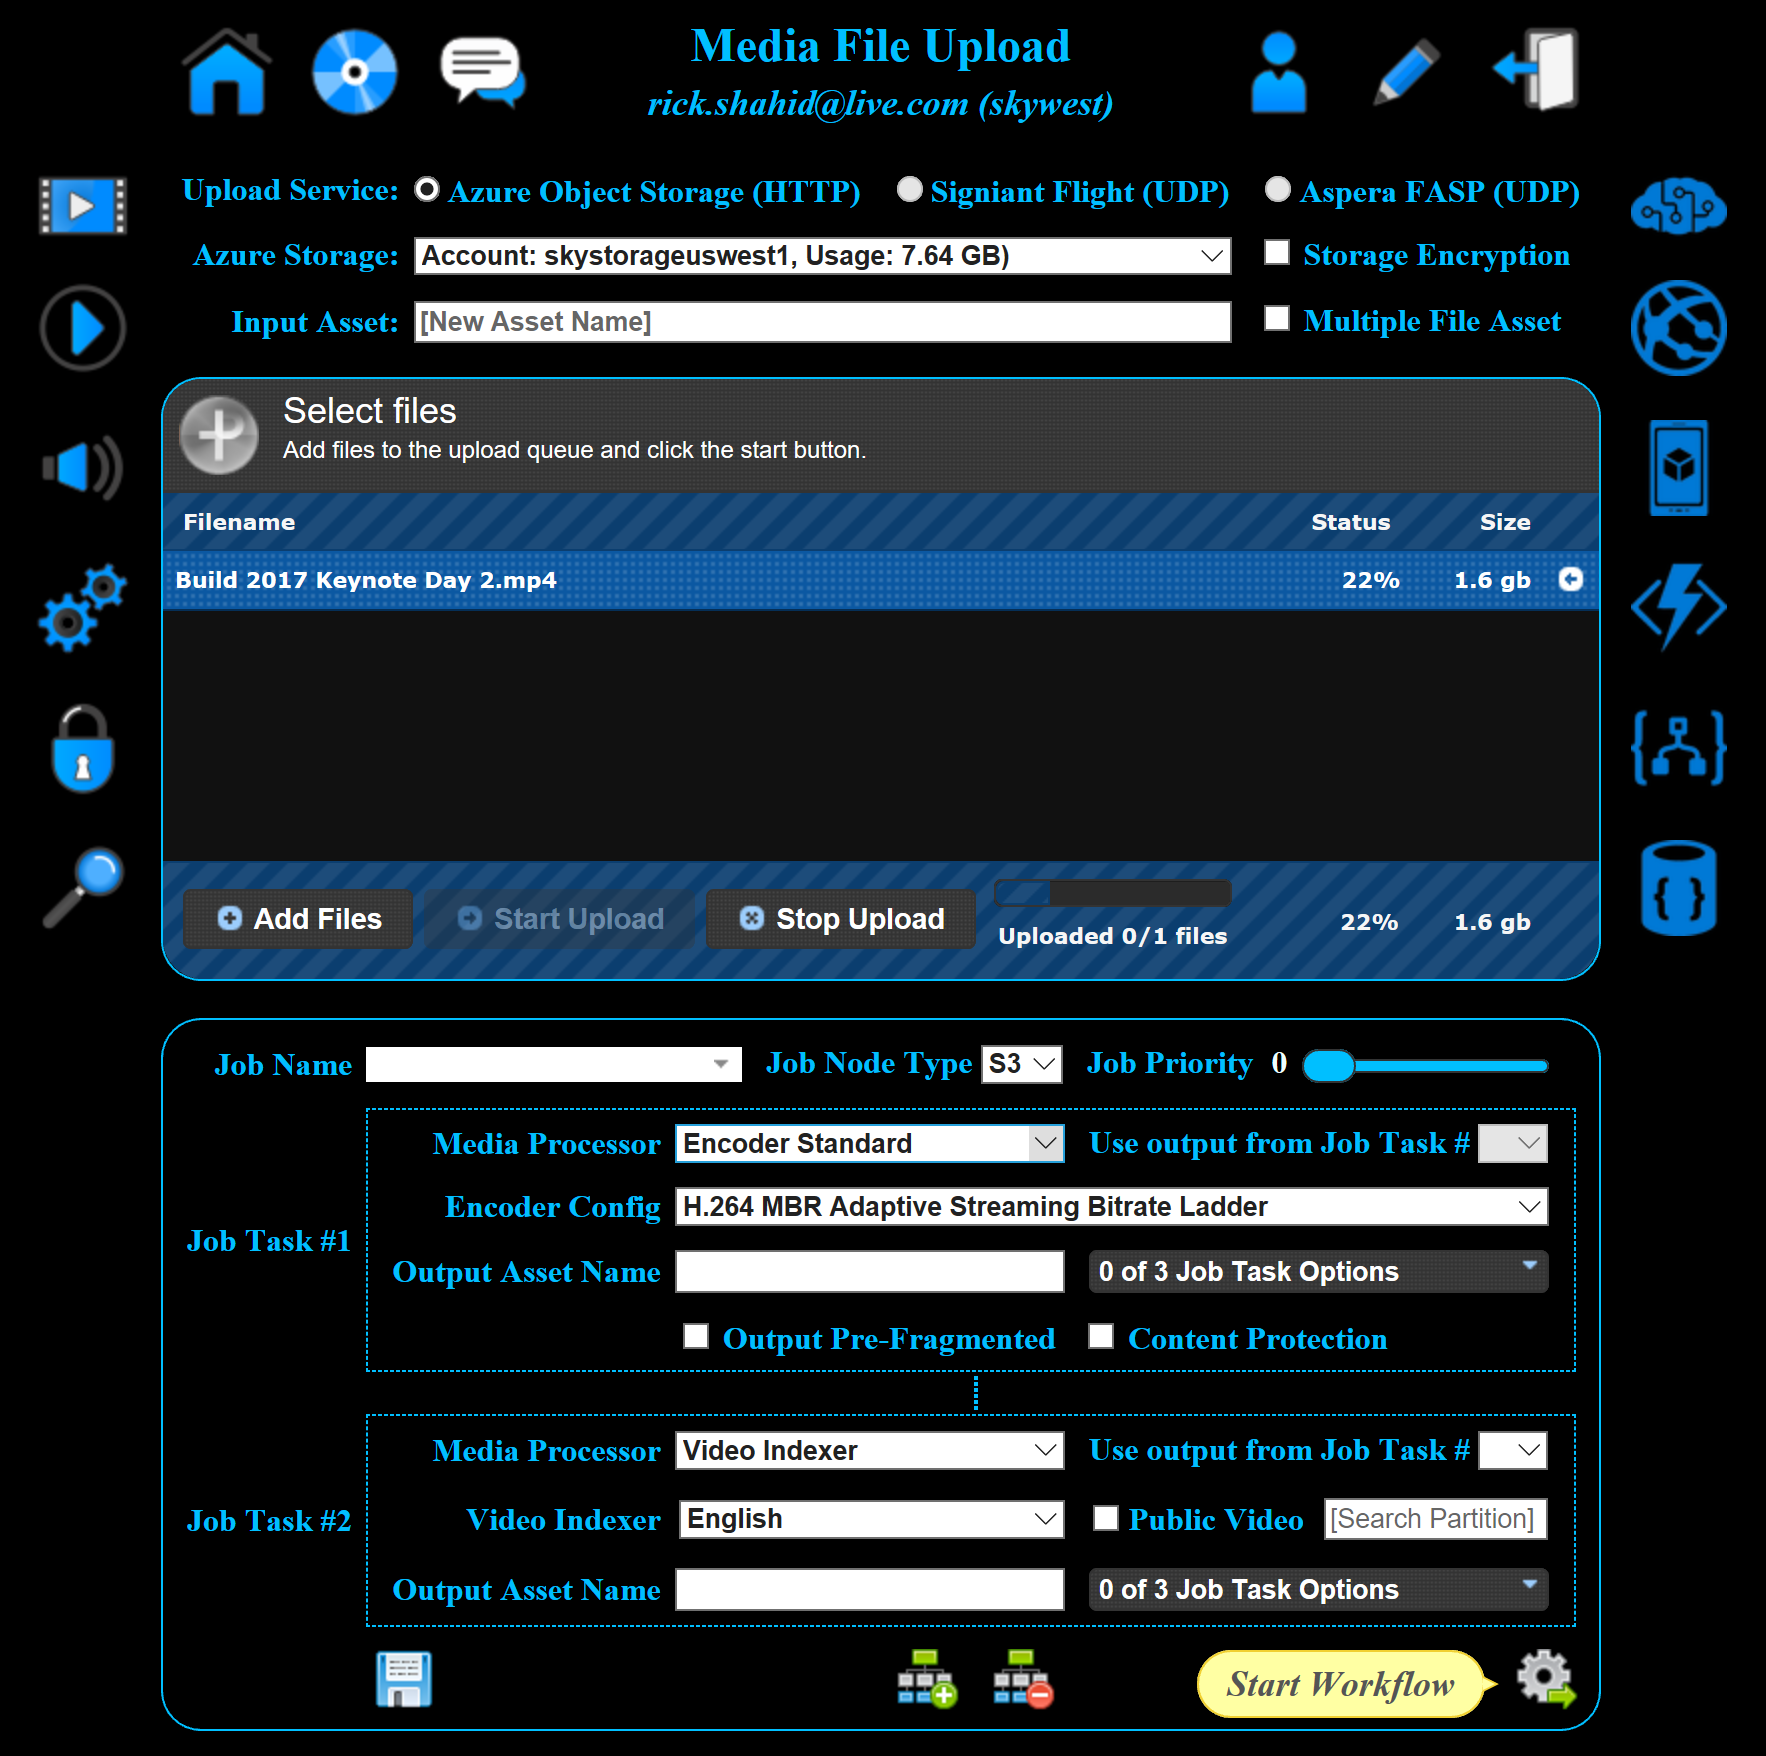 Media File Upload
rick.shahid@live.com (skywest)
Upload Service: Azure Object Storage (HTTP) Signiant Flight (UDP) Aspera FASP (UDP)
Azure Storage: Account: skystorageuswest1, Usage: 7.64 GB) Storage Encryption
Input Asset: [New Asset Name] Multiple File Asset
Select files
Add files to the upload queue and click the start button.
Filename Status Size
Build 2017 Keynote Day 2.mp4 22% 1.6 gb
Add Files Start Upload Stop Upload Uploaded 0/1 files 22% 1.6 gb
Job Name Job Node Type S3 Job Priority 0
Job Task #1
Media Processor Encoder Standard Use output from Job Task #
Encoder Config H.264 MBR Adaptive Streaming Bitrate Ladder
Output Asset Name 0 of 3 Job Task Options
Output Pre-Fragmented Content Protection
Job Task #2
Media Processor Video Indexer Use output from Job Task #
Video Indexer English Public Video [Search Partition]
Output Asset Name 0 of 3 Job Task Options
Start Workflow